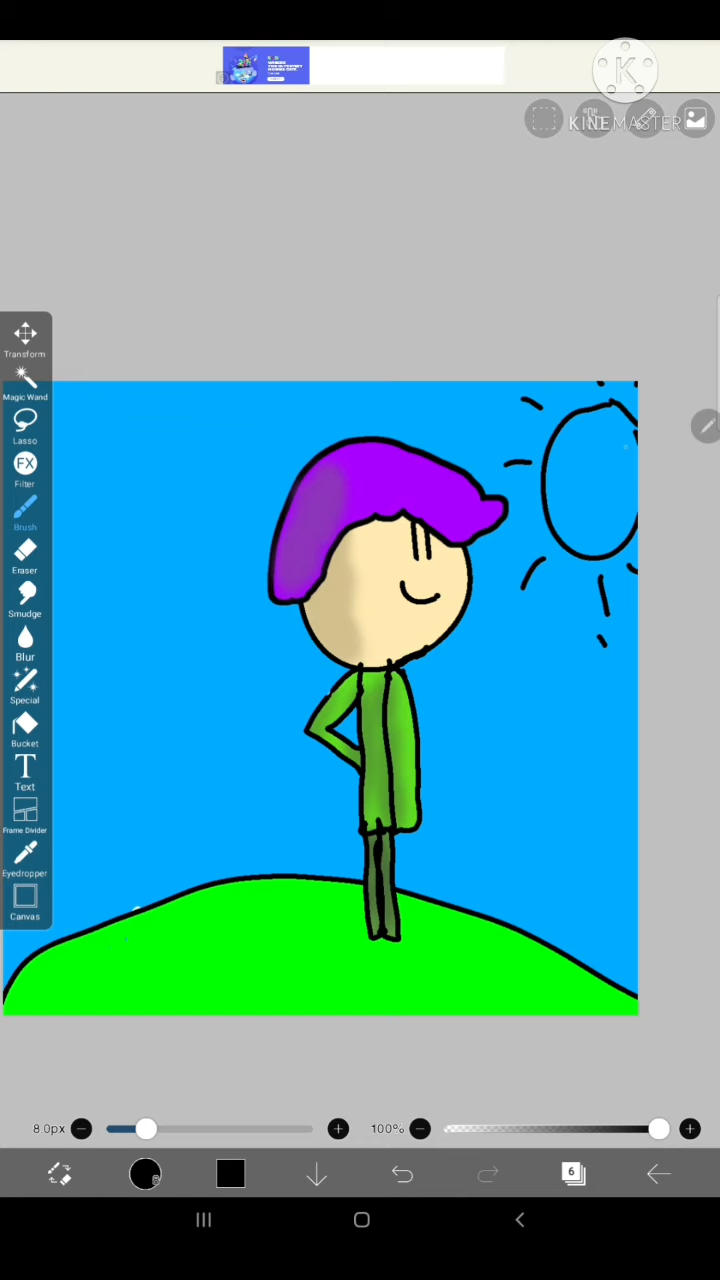 KINEMASTER
Transform
Magic Wand
Lasso
FX
Filter
Brush
Eraser
Smudge
Blur
Special
Bucket
T
Text
Frame Divider
Eyedropper
Canvas
8.0px
100%
6